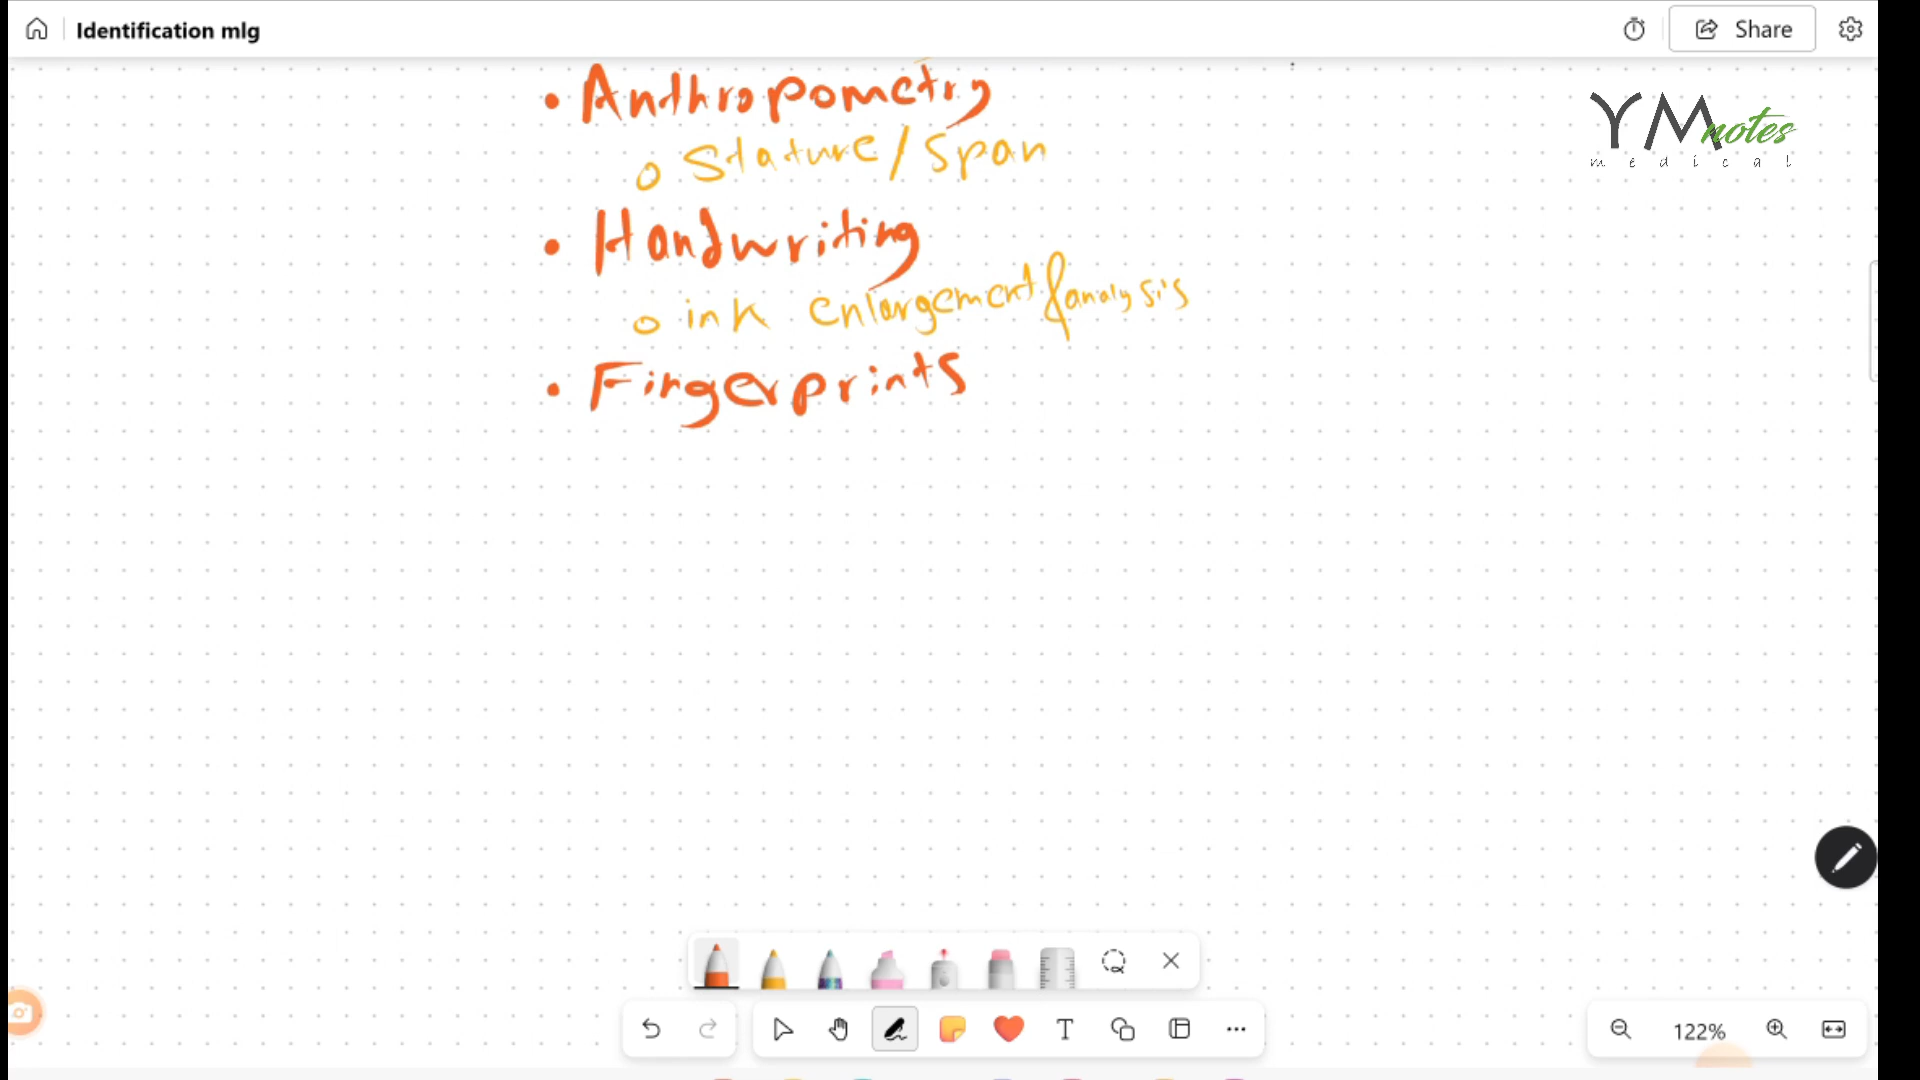 Identification mlg
Share
YM notes
medical
• Anthropometry
o Stature / Span
• Handwriting
o ink enlargement & analysis
• Fingerprints
122%